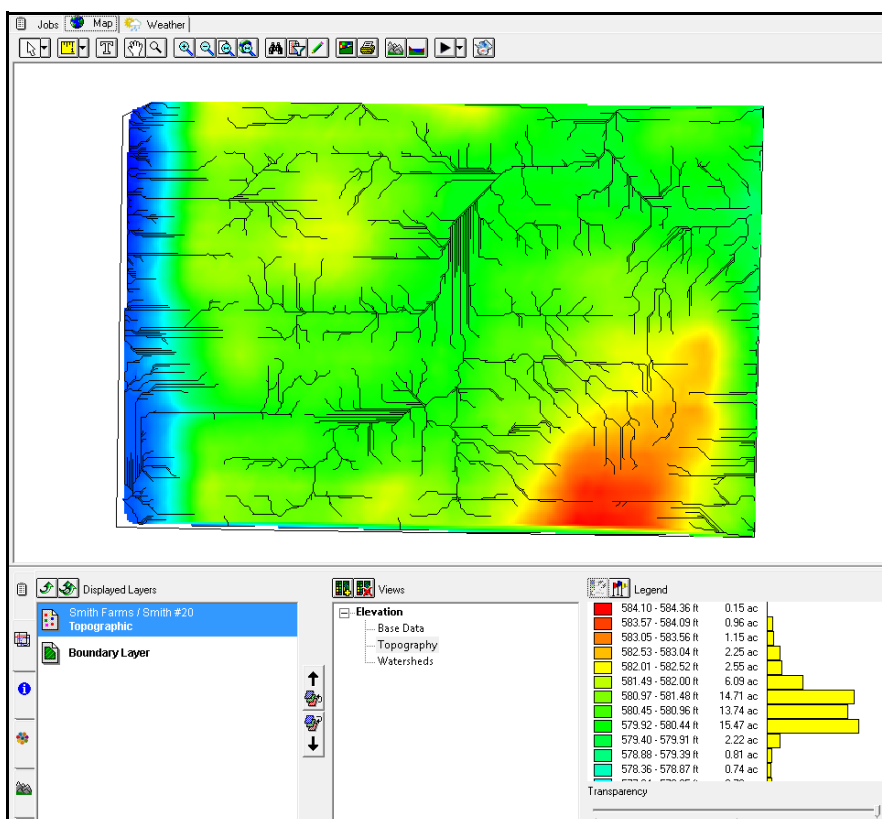 Jobs Map Weather
Displayed Layers
Smith Farms / Smith #20
Topographic
Boundary Layer
Views
Elevation
Base Data
Topography
Watersheds
Legend
584.10 - 584.36 ft 0.15 ac
583.57 - 584.09 ft 0.96 ac
583.05 - 583.56 ft 1.15 ac
582.53 - 583.04 ft 2.25 ac
582.01 - 582.52 ft 2.55 ac
581.49 - 582.00 ft 6.09 ac
580.97 - 581.48 ft 14.71 ac
580.45 - 580.96 ft 13.74 ac
579.92 - 580.44 ft 15.47 ac
579.40 - 579.91 ft 2.22 ac
578.88 - 579.39 ft 0.81 ac
578.36 - 578.87 ft 0.74 ac
Transparency